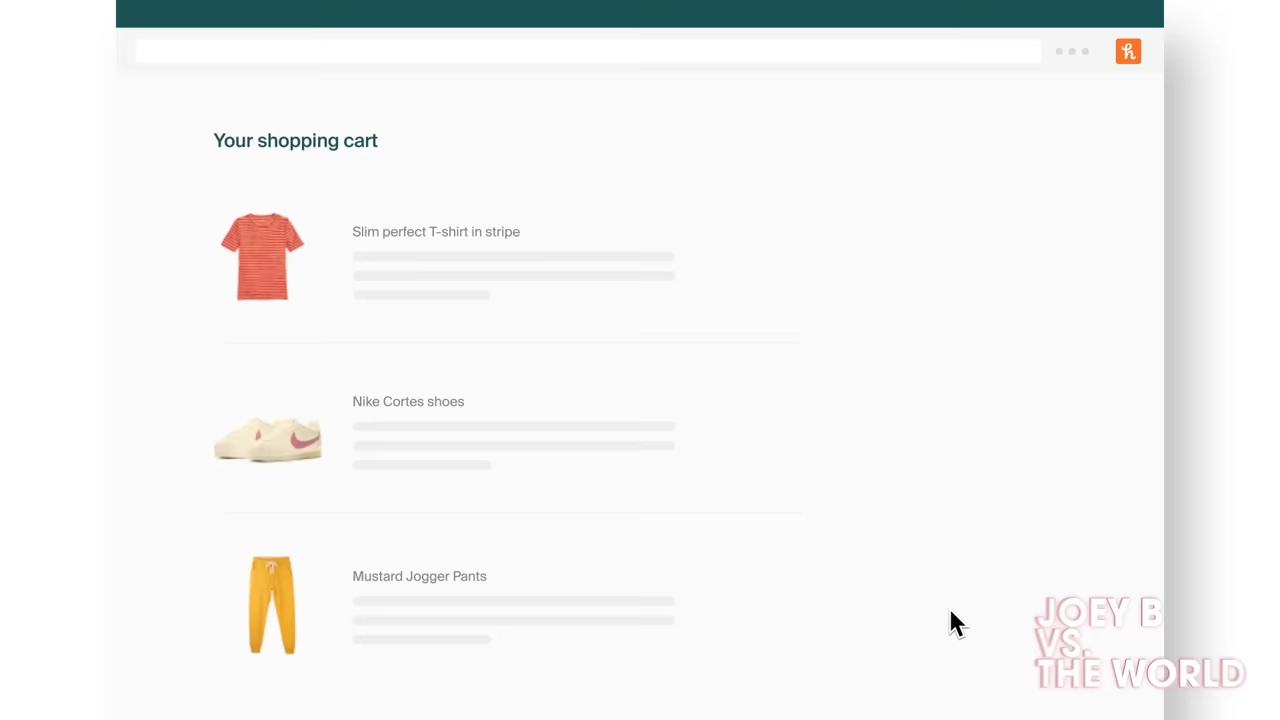 Your shopping cart
Slim perfect T-shirt in stripe
Nike Cortes shoes
Mustard Jogger Pants
JOEY B
VS.
THE WORLD